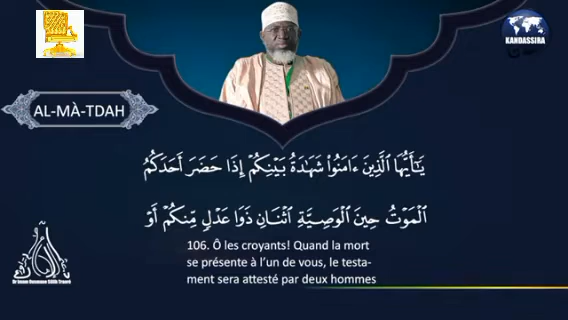 KANDASSIRA
AL-MÀ-TDAH
يَـٰٓأَيُّهَا ٱلَّذِينَ ءَامَنُوا۟ شَهَـٰدَةُ بَيْنِكُمْ إِذَا حَضَرَ أَحَدَكُمُ
ٱلْمَوْتُ حِينَ ٱلْوَصِيَّةِ ٱثْنَانِ ذَوَا عَدْلٍ مِّنكُمْ أَوْ
106. Ô les croyants! Quand la mort
se présente à l’un de vous, le testa-
ment sera attesté par deux hommes